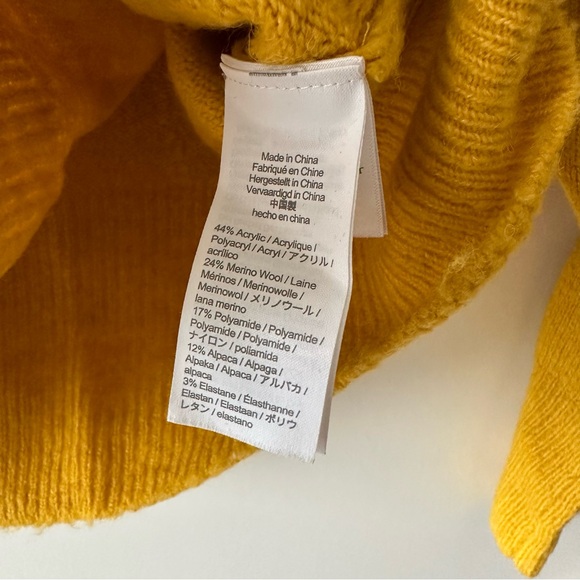 Made in China
Fabriqué en Chine
Hergestellt in China
Vervaardigd in China
中国製
hecho en china
44% Acrylic / Acrylique /
Polyacryl / Acryl / アクリル /
acrílico
24% Merino Wool / Laine
Mérinos / Merinowolle /
Merinowol / メリノウール /
lana merino
17% Polyamide / Polyamide /
Polyamide / Polyamide /
ナイロン / poliamida
12% Alpaca / Alpaga /
Alpaka / Alpaca / アルパカ /
alpaca
3% Elastane / Élasthanne /
Elastan / Elastaan / ポリウ
レタン / elastano